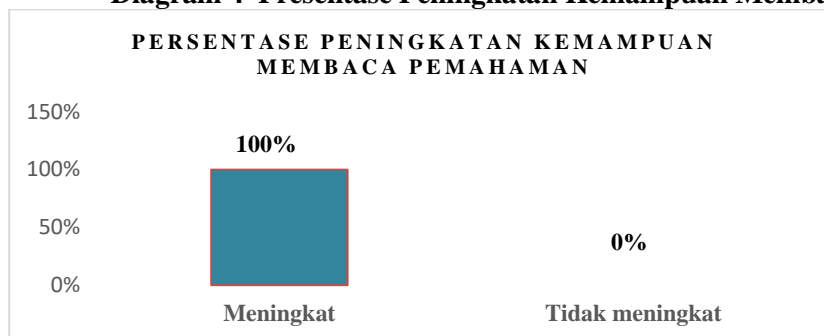 Diagram 4 Presentase Peningkatan Kemampuan
PERSENTASE PENINGKATAN KEMAMPUAN
MEMBACA PEMAHAMAN
150%
100%
50%
0%
100%
0%
Meningkat
Tidak meningkat